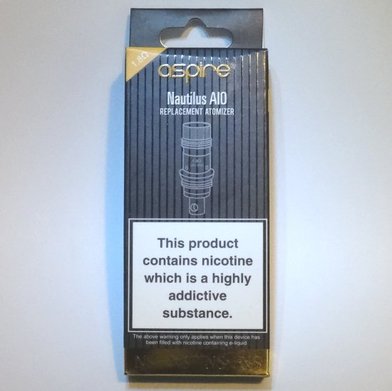 1.8Ω
aspire®
Nautilus AIO
REPLACEMENT ATOMIZER
This product
contains nicotine
which is a highly
addictive
substance.
The above warning only applies when this device has
been filled with nicotine containing e-liquid